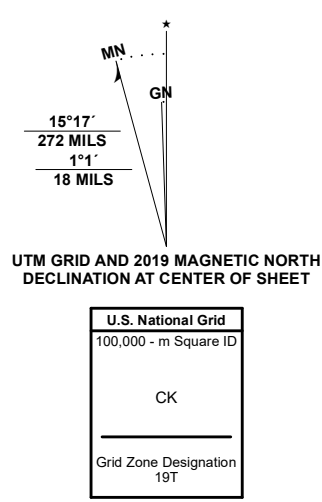 ★
MN
GN
15°17´
272 MILS
1°1´
18 MILS
UTM GRID AND 2019 MAGNETIC NORTH
DECLINATION AT CENTER OF SHEET
U.S. National Grid
100,000 - m Square ID
CK
Grid Zone Designation
19T